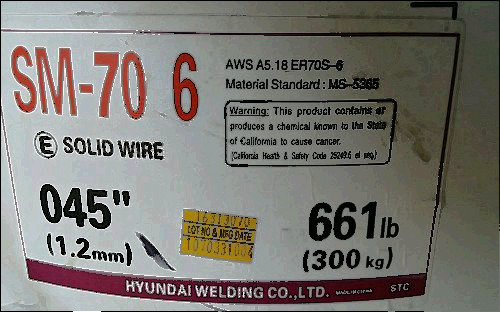 SM-70 6
AWS A5.18 ER70S-6
Material Standard : MS-5365
Warning: This product contains or
produces a chemical known to the State
of California to cause cancer.
(California Health & Safety Code 25249.5 et seq.)
E SOLID WIRE
045"
(1.2mm)
LOT NO & MFG DATE
661lb
(300 kg)
HYUNDAI WELDING CO.,LTD.
STC